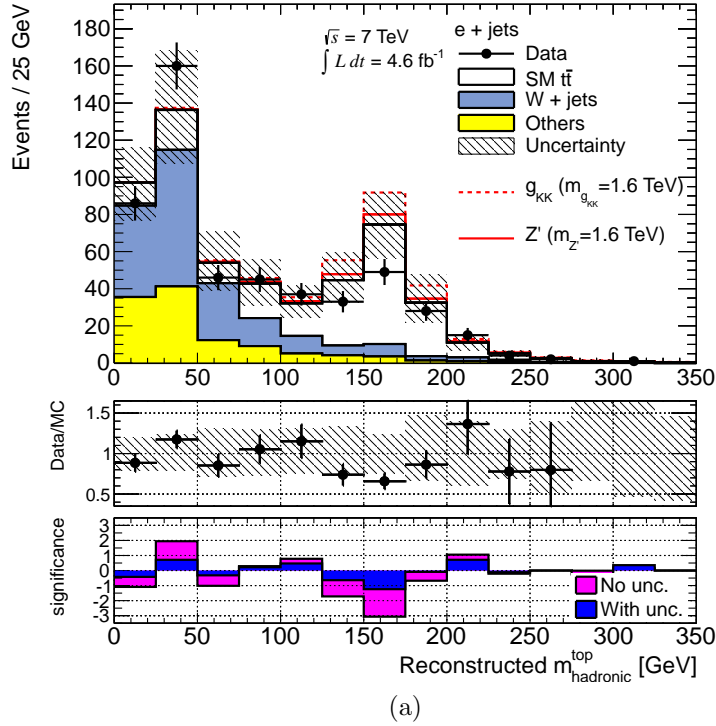 e + jets
√s = 7 TeV
∫ L dt = 4.6 fb⁻¹
Data
SM tt̄
W + jets
Others
Uncertainty
g_KK (m_g_KK=1.6 TeV)
Z' (m_Z'=1.6 TeV)
Events / 25 GeV
180
160
140
120
100
80
60
40
20
0
0 50 100 150 200 250 300 350
Data/MC
1.5
1
0.5
significance
3
2
1
0
-1
-2
-3
No unc.
With unc.
0 50 100 150 200 250 300 350
Reconstructed m^top_hadronic [GeV]
(a)